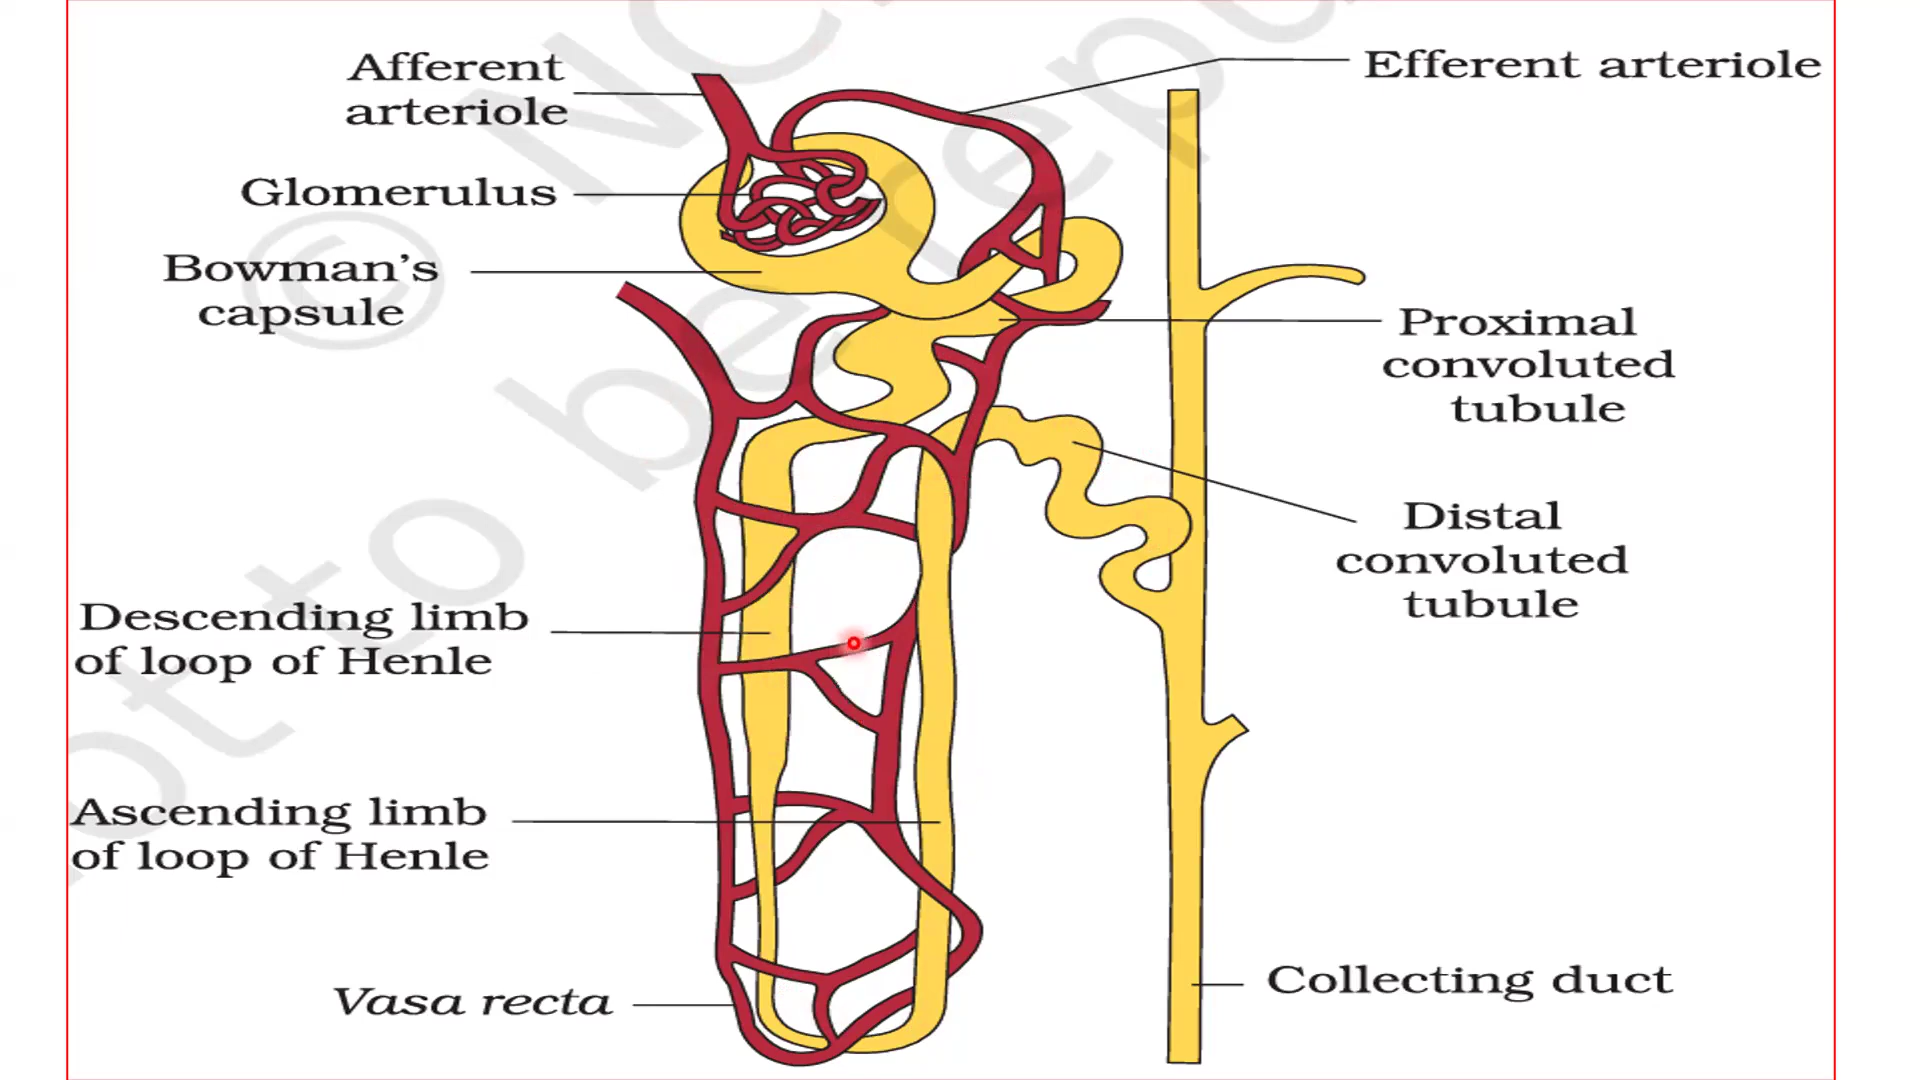 Afferent
arteriole
Efferent arteriole
Glomerulus
Bowman's
capsule
Proximal
convoluted
tubule
Distal
convoluted
tubule
Descending limb
of loop of Henle
Ascending limb
of loop of Henle
Vasa recta
Collecting duct